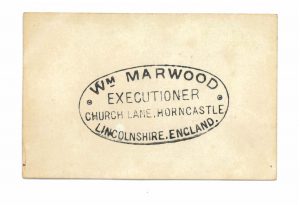 Wᴹ MARWOOD
EXECUTIONER
CHURCH LANE, HORNCASTLE
LINCOLNSHIRE, ENGLAND.